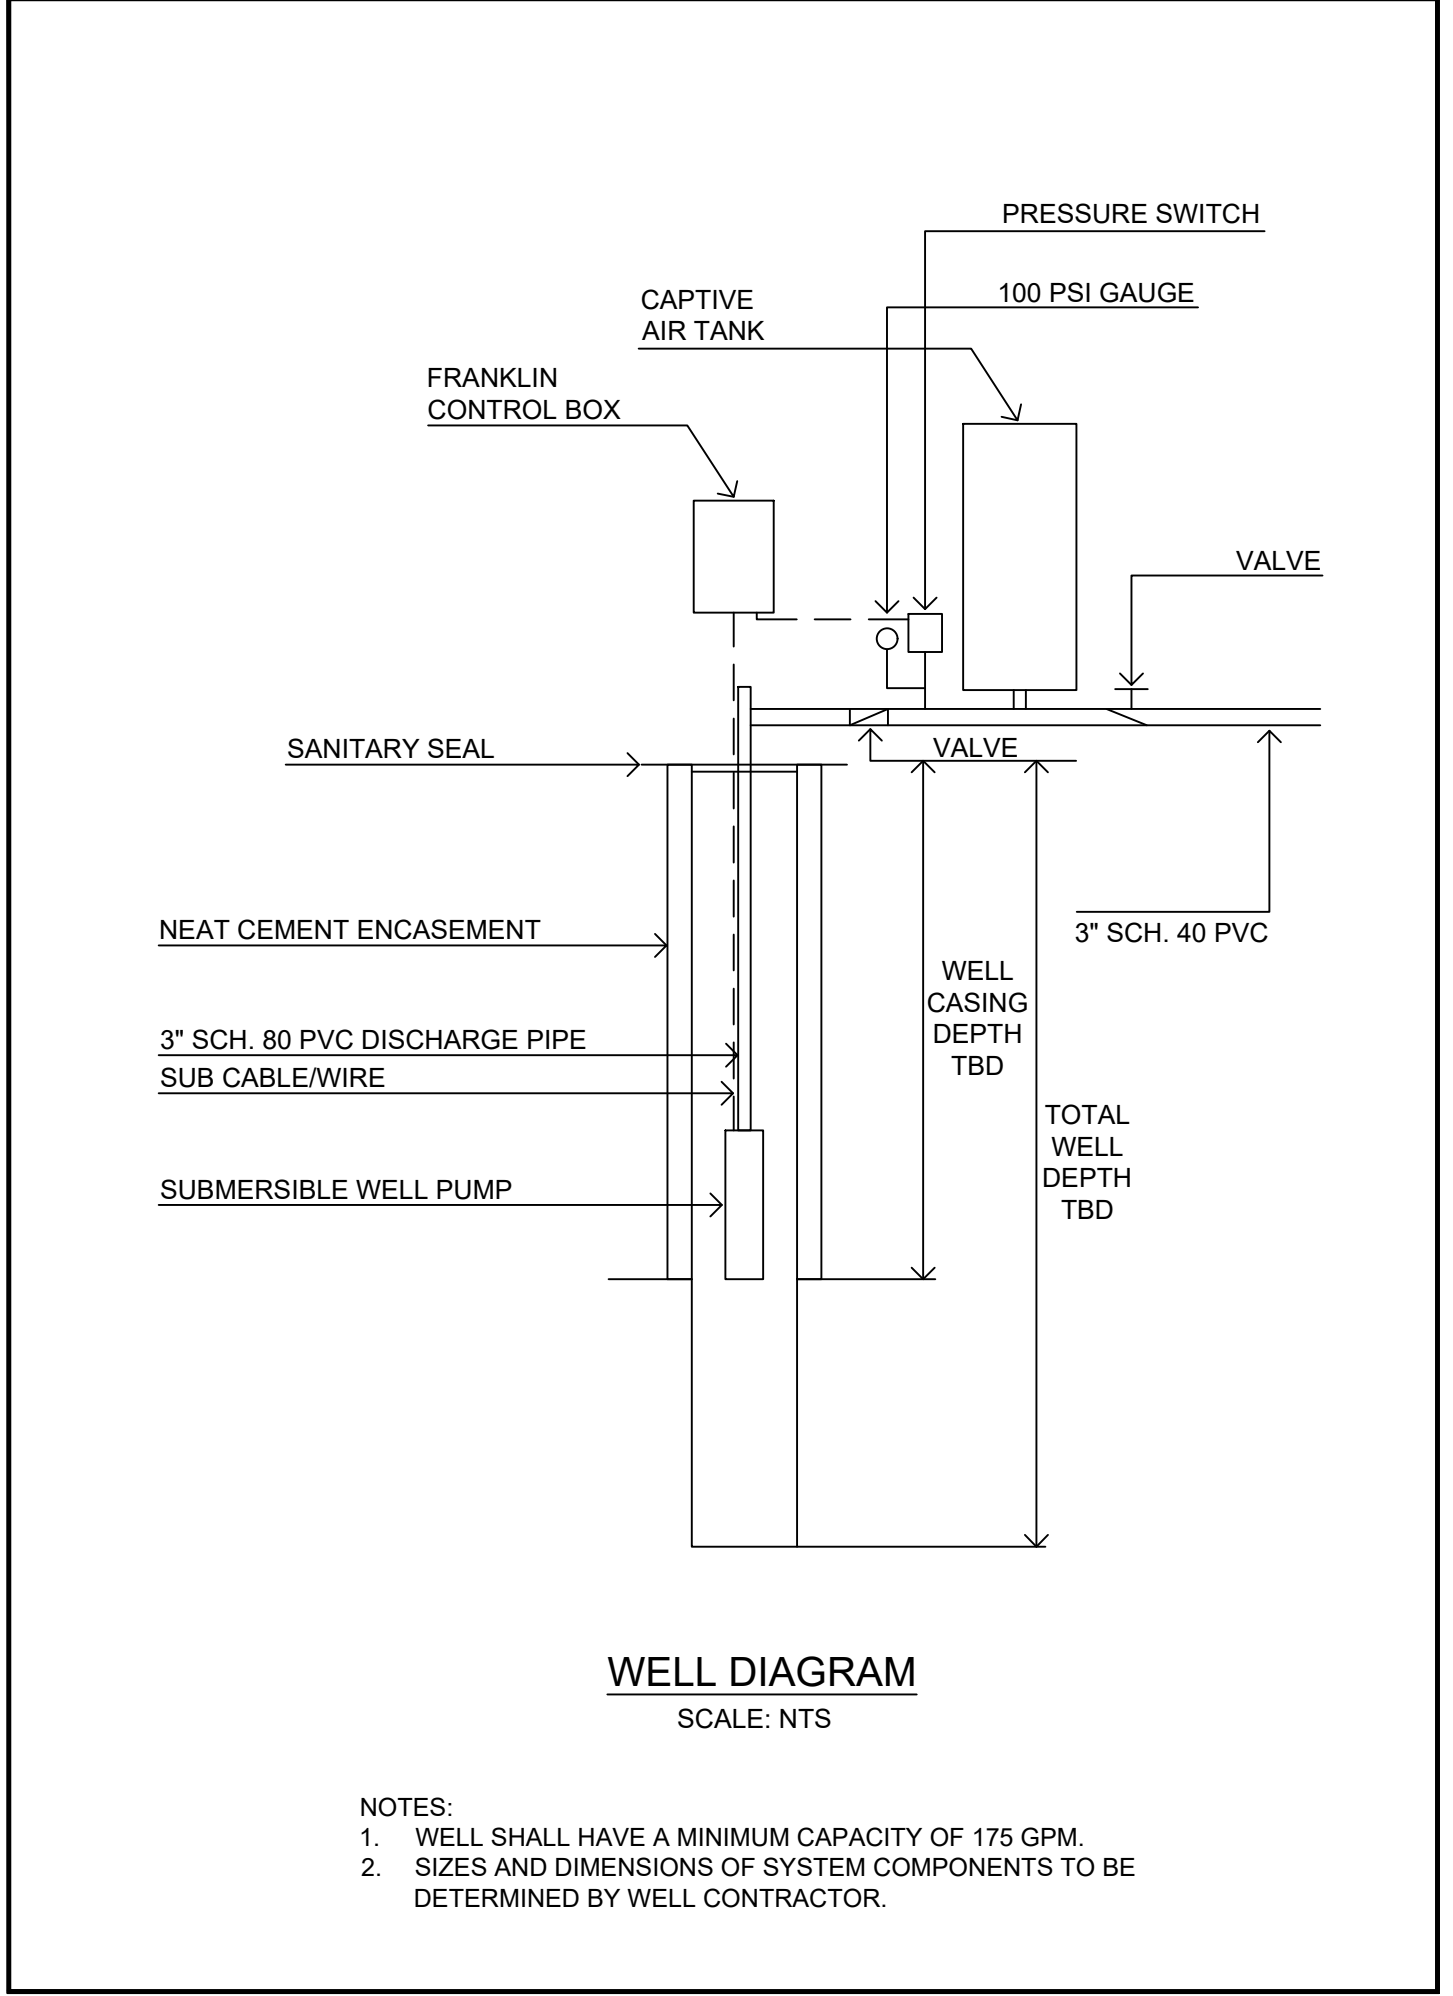 PRESSURE SWITCH
100 PSI GAUGE
CAPTIVE
AIR TANK
FRANKLIN
CONTROL BOX
VALVE
VALVE
SANITARY SEAL
NEAT CEMENT ENCASEMENT
3" SCH. 40 PVC
WELL
CASING
DEPTH
TBD
3" SCH. 80 PVC DISCHARGE PIPE
SUB CABLE/WIRE
TOTAL
WELL
DEPTH
TBD
SUBMERSIBLE WELL PUMP
WELL DIAGRAM
SCALE: NTS
NOTES:
1. WELL SHALL HAVE A MINIMUM CAPACITY OF 175 GPM.
2. SIZES AND DIMENSIONS OF SYSTEM COMPONENTS TO BE
DETERMINED BY WELL CONTRACTOR.